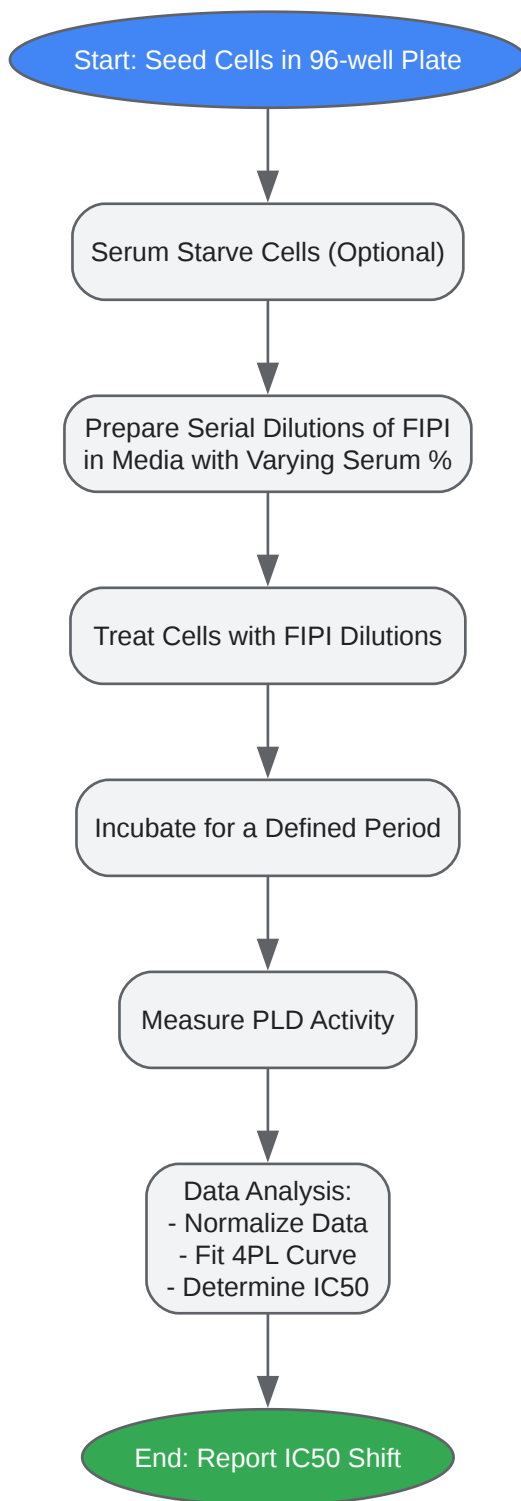 Start: Seed Cells in 96-well Plate
Serum Starve Cells (Optional)
Prepare Serial Dilutions of FIPI
in Media with Varying Serum %
Treat Cells with FIPI Dilutions
Incubate for a Defined Period
Measure PLD Activity
Data Analysis:
- Normalize Data
- Fit 4PL Curve
- Determine IC50
End: Report IC50 Shift